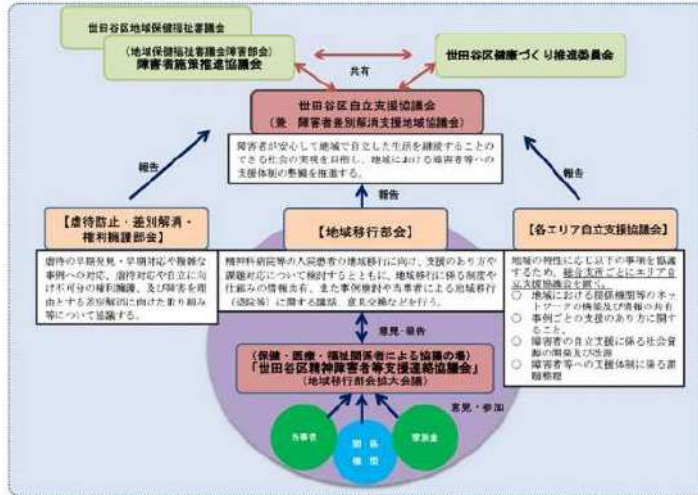 世田谷区地域保健福祉審議会
(地域保健福祉審議会障害部会)
障害者施策推進協議会
世田谷区健康づくり推進委員会
共有
世田谷区自立支援協議会
(兼 障害者差別解消支援地域協議会)
障害者が安心して地域で自立した生活を継続することの
できる社会の実現を目指し、地域における障害者等への
支援体制の整備を推進する。
報告
報告
報告
【虐待防止・差別解消・
権利擁護部会】
虐待の早期発見・早期対応や複雑な
事例への対応、虐待対応や自立に向
け不可分の権利擁護、及び障害を理
由とする差別解消に向けた取り組み
等について協議する。
【地域移行部会】
精神科病院等の入院患者の地域移行に向け、支援のあり方や
課題対応について検討するとともに、地域移行に係る制度や
仕組みの情報共有、また事例検討や当事者による地域移行
(退院等)に関する講話、意見交換などを行う。
【各エリア自立支援協議会】
地域の特性に応じ以下の事項を協議
するため、総合支所ごとにエリア自
立支援協議会を置く。
○ 地域における関係機関等のネッ
トワークの構築及び情報の共有
○ 事例ごとの支援のあり方に関す
ること、
○ 障害者の自立支援に係る社会資
源の開発及び改善
○ 障害者等への支援体制に係る課
題整理
意見・報告
(保健・医療・福祉関係者による協議の場)
「世田谷区精神障害者等支援連絡協議会」
(地域移行部会拡大会議)
意見・参加
当事者
関係
機関
家族会